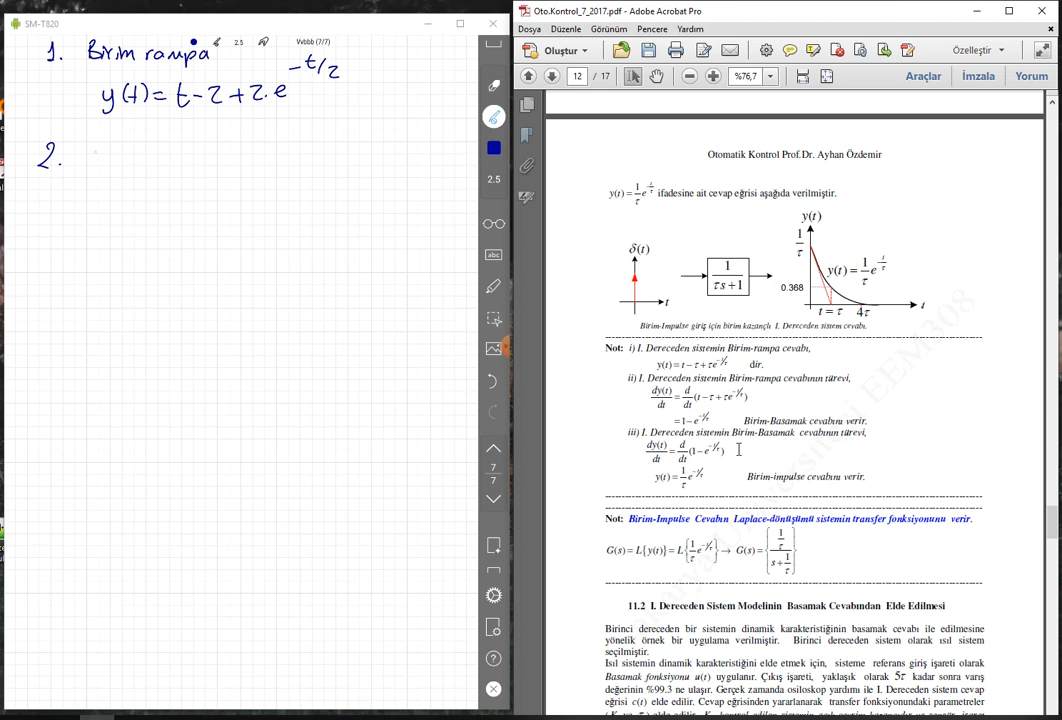 SM-T820
1. Birim rampa
2.5
Vvbbb (7/7)
y(t) = t - 2 + 2.e^{-t/2}
2.
2.5
abc
7
7
Oto.Kontrol_7_2017.pdf - Adobe Acrobat Pro
Dosya Düzenle Görünüm Pencere Yardım
Oluştur
Özelleştir
12 / 17
%76,7
Araçlar İmzala Yorum
Otomatik Kontrol Prof.Dr. Ayhan Özdemir
y(t) = 1/τ e^{-t/τ} ifadesine ait cevap eğrisi aşağıda verilmiştir.
δ(t)
t
1
τs+1
y(t)
1/τ
y(t) = 1/τ e^{-t/τ}
0.368
t = τ 4τ
t
Birim-Impulse giriş için birim kazançlı I. Dereceden sistem cevabı.
Not: i) I. Dereceden sistemin Birim-rampa cevabı,
y(t) = t - τ + τe^{-t/τ} dir.
ii) I. Dereceden sistemin Birim-rampa cevabının türevi,
dy(t)/dt = d/dt (t - τ + τe^{-t/τ})
= 1 - e^{-t/τ} Birim-Basamak cevabını verir.
iii) I. Dereceden sistemin Birim-Basamak cevabının türevi,
dy(t)/dt = d/dt (1 - e^{-t/τ})
y(t) = 1/τ e^{-t/τ} Birim-impulse cevabını verir.
Not: Birim-Impulse Cevabın Laplace-dönüşümü sistemin transfer fonksiyonunu verir.
G(s) = L{y(t)} = L{1/τ e^{-t/τ}} → G(s) = {(1/τ)/(s + 1/τ)}
11.2 I. Dereceden Sistem Modelinin Basamak Cevabından Elde Edilmesi
Birinci dereceden bir sistemin dinamik karakteristiğinin basamak cevabı ile edilmesine
yönelik örnek bir uygulama verilmiştir. Birinci dereceden sistem olarak ısıl sistem
seçilmiştir.
Isıl sistemin dinamik karakteristiğini elde etmek için, sisteme referans giriş işareti olarak
Basamak fonksiyonu u(t) uygulanır. Çıkış işareti, yaklaşık olarak 5τ kadar sonra varış
değerinin %99.3 ne ulaşır. Gerçek zamanda osiloskop yardımı ile I. Dereceden sistem cevap
eğrisi c(t) elde edilir. Cevap eğrisinden yararlanarak transfer fonksiyonundaki parametreler
EEM308